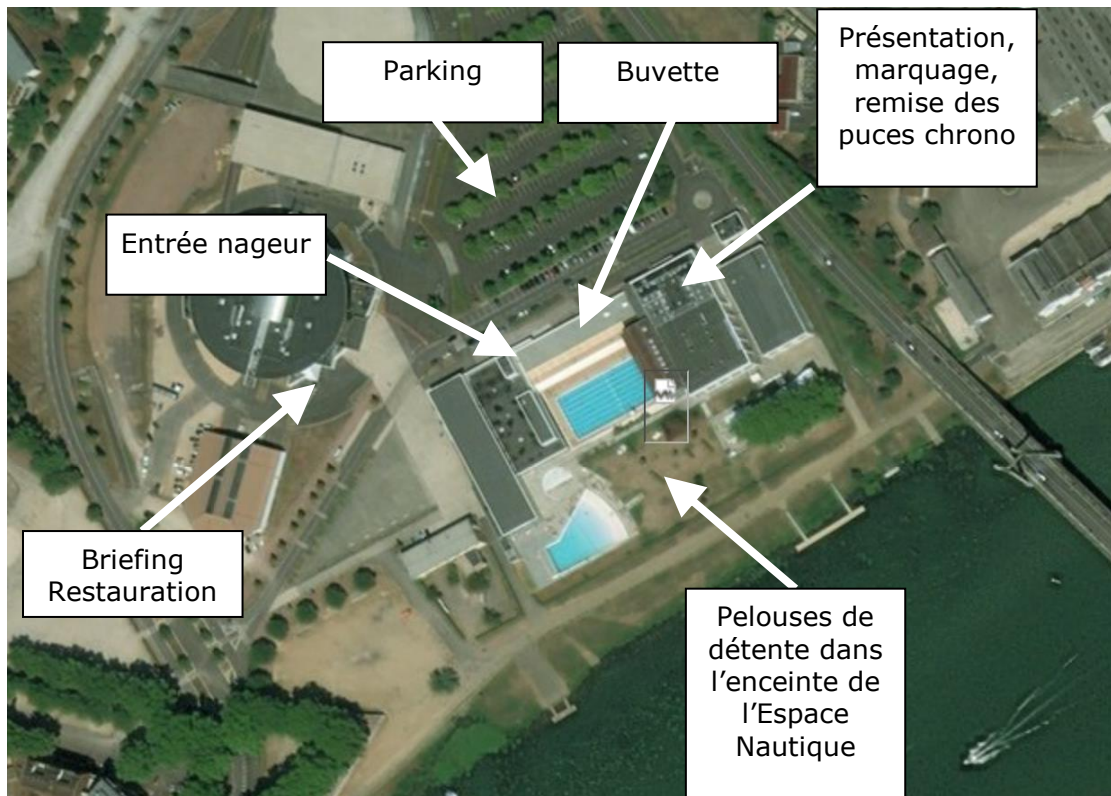 Parking
Buvette
Présentation,
marquage,
remise des
puces chrono
Entrée nageur
Briefing
Restauration
Pelouses de
détente dans
l’enceinte de
l’Espace
Nautique